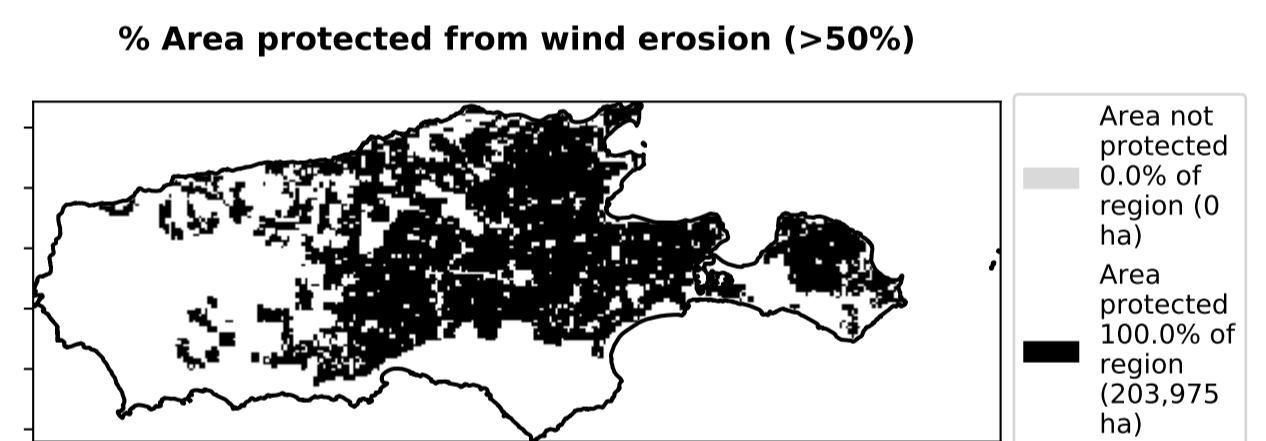 % Area protected from wind erosion (>50%)
Area not
protected
0.0% of
region (0
ha)
Area
protected
100.0% of
region
(203,975
ha)